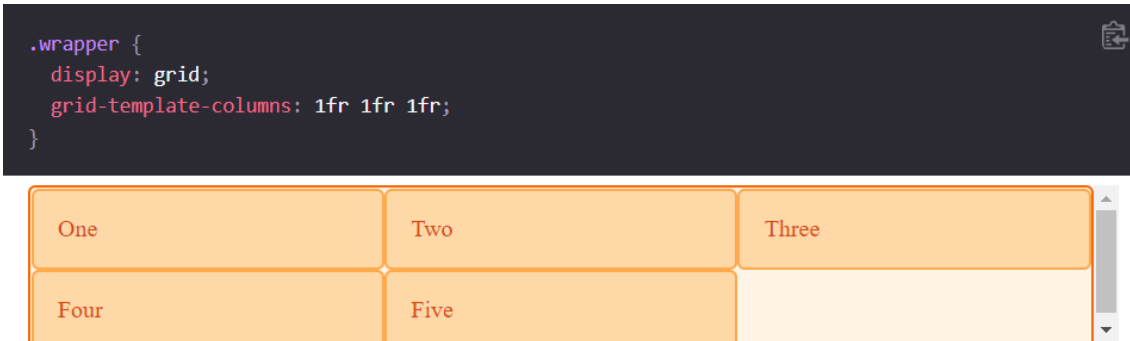 .wrapper {
display: grid;
grid-template-columns: 1fr 1fr 1fr;
}
One Two Three
Four Five